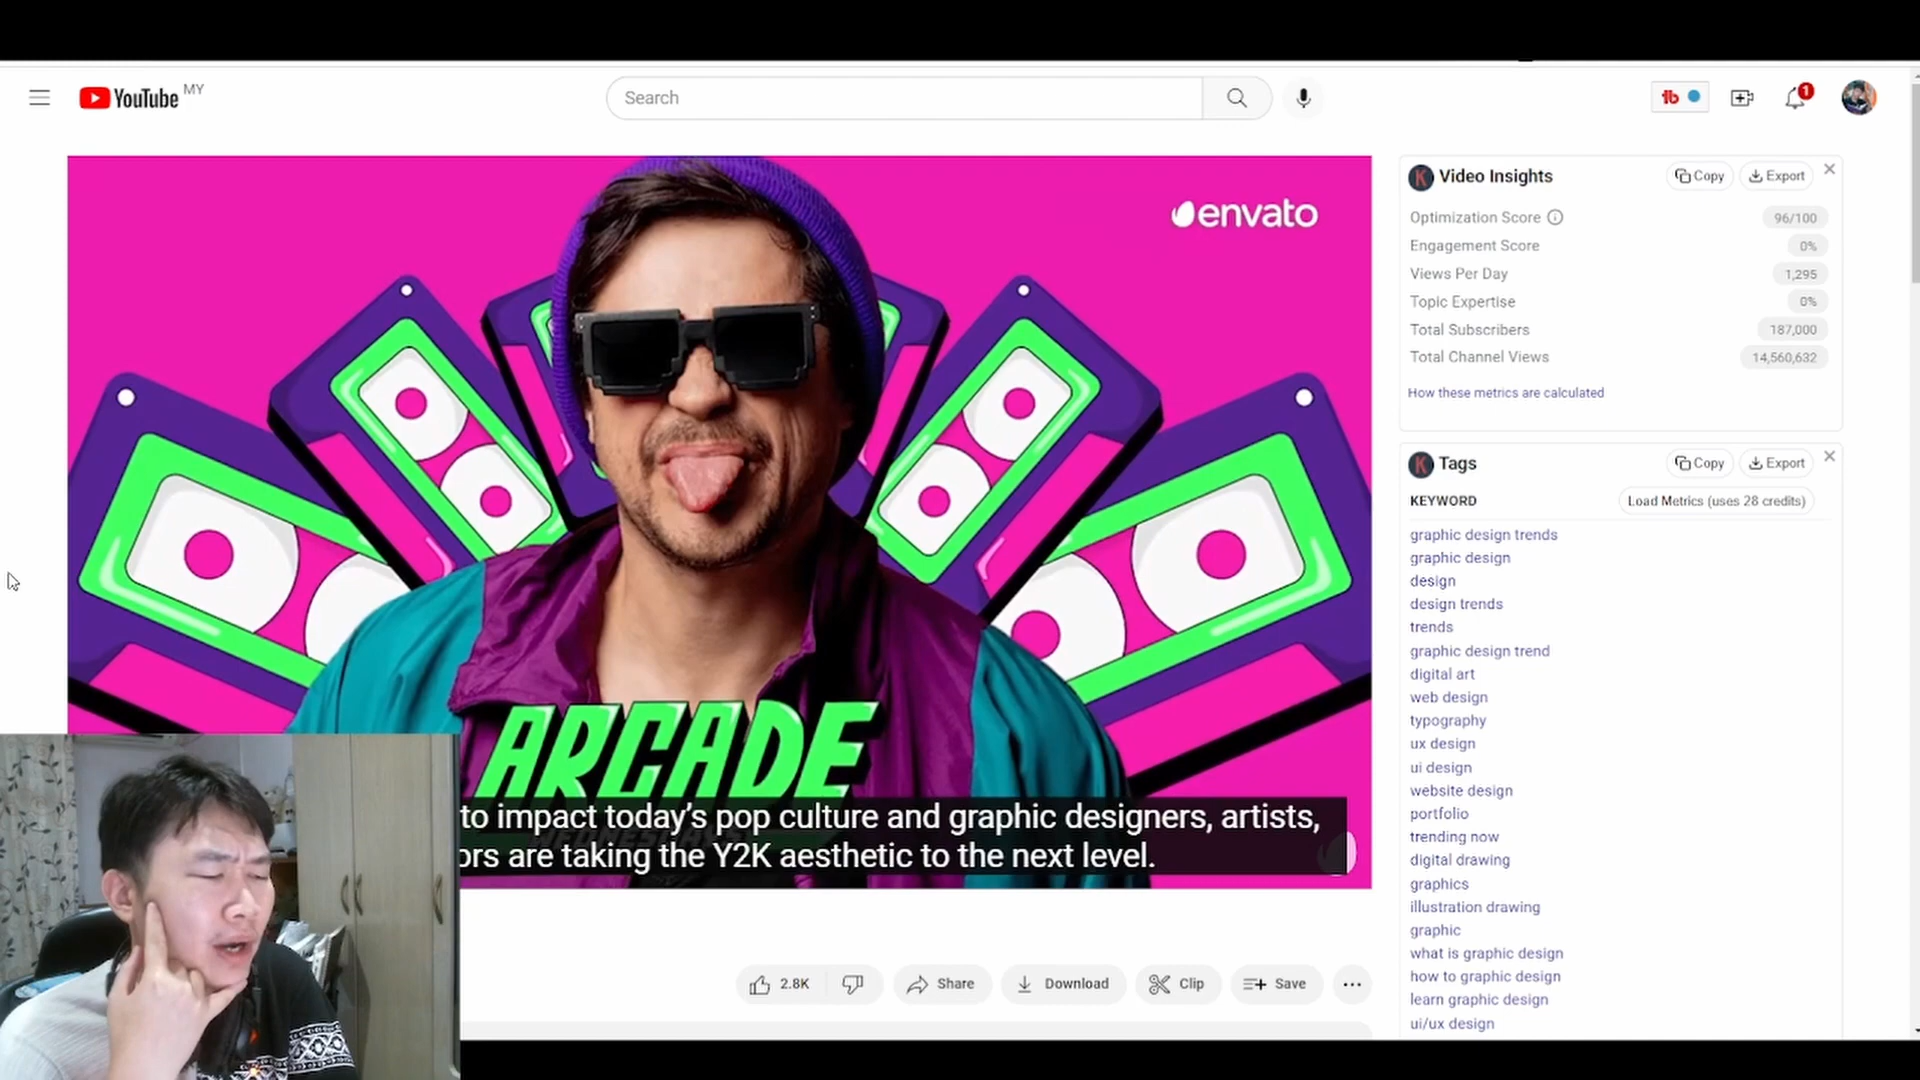 YouTube MY
Search
1
envato
ARCADE
to impact today's pop culture and graphic designers, artists,
ors are taking the Y2K aesthetic to the next level.
2.8K
Share
Download
Clip
Save
Video Insights
Copy
Export
Optimization Score
96/100
Engagement Score
0%
Views Per Day
1,295
Topic Expertise
0%
Total Subscribers
187,000
Total Channel Views
14,560,632
How these metrics are calculated
Tags
Copy
Export
KEYWORD
Load Metrics (uses 28 credits)
graphic design trends
graphic design
design
design trends
trends
graphic design trend
digital art
web design
typography
ux design
ui design
website design
portfolio
trending now
digital drawing
graphics
illustration drawing
graphic
what is graphic design
how to graphic design
learn graphic design
ui/ux design